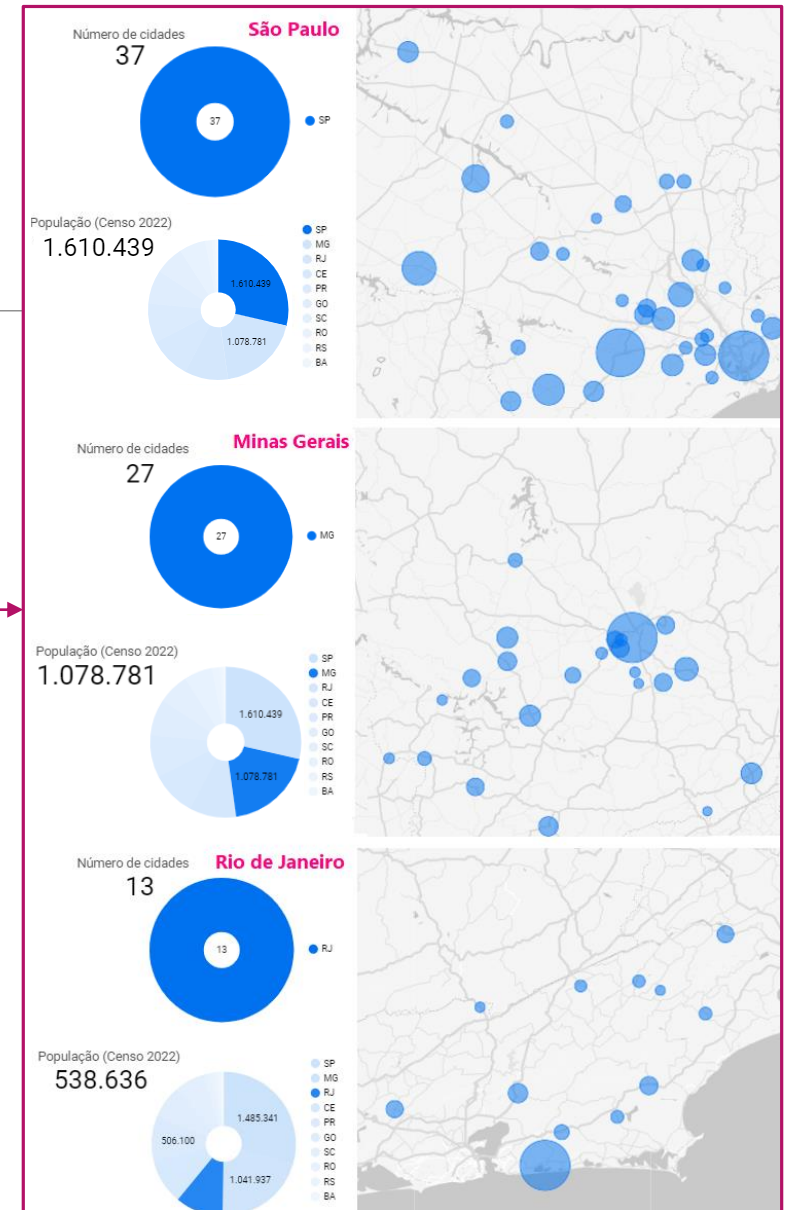 São Paulo
Número de cidades
37
37
SP
População (Censo 2022)
1.610.439
1.610.439
1.078.781
SP
MG
RJ
CE
PR
GO
SC
RO
RS
BA
Minas Gerais
Número de cidades
27
27
MG
População (Censo 2022)
1.078.781
1.610.439
1.078.781
SP
MG
RJ
CE
PR
GO
SC
RO
RS
BA
Rio de Janeiro
Número de cidades
13
13
RJ
População (Censo 2022)
538.636
1.485.341
506.100
1.041.937
SP
MG
RJ
CE
PR
GO
SC
RO
RS
BA